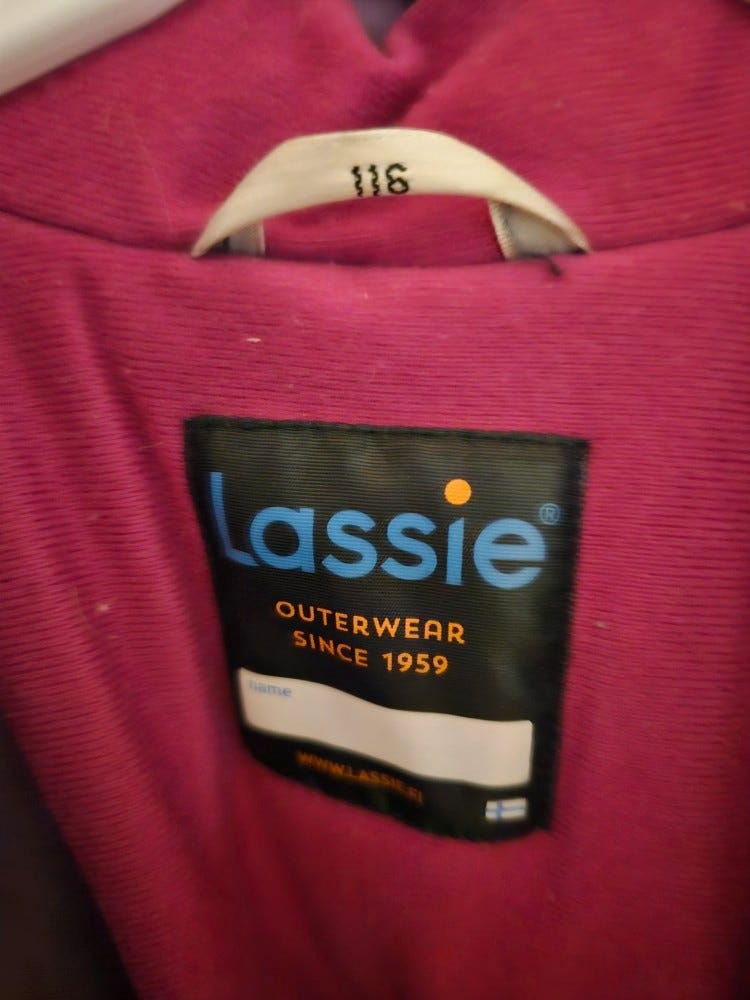 116
Lassie®
OUTERWEAR
SINCE 1959
name
WWW.LASSIE.FI